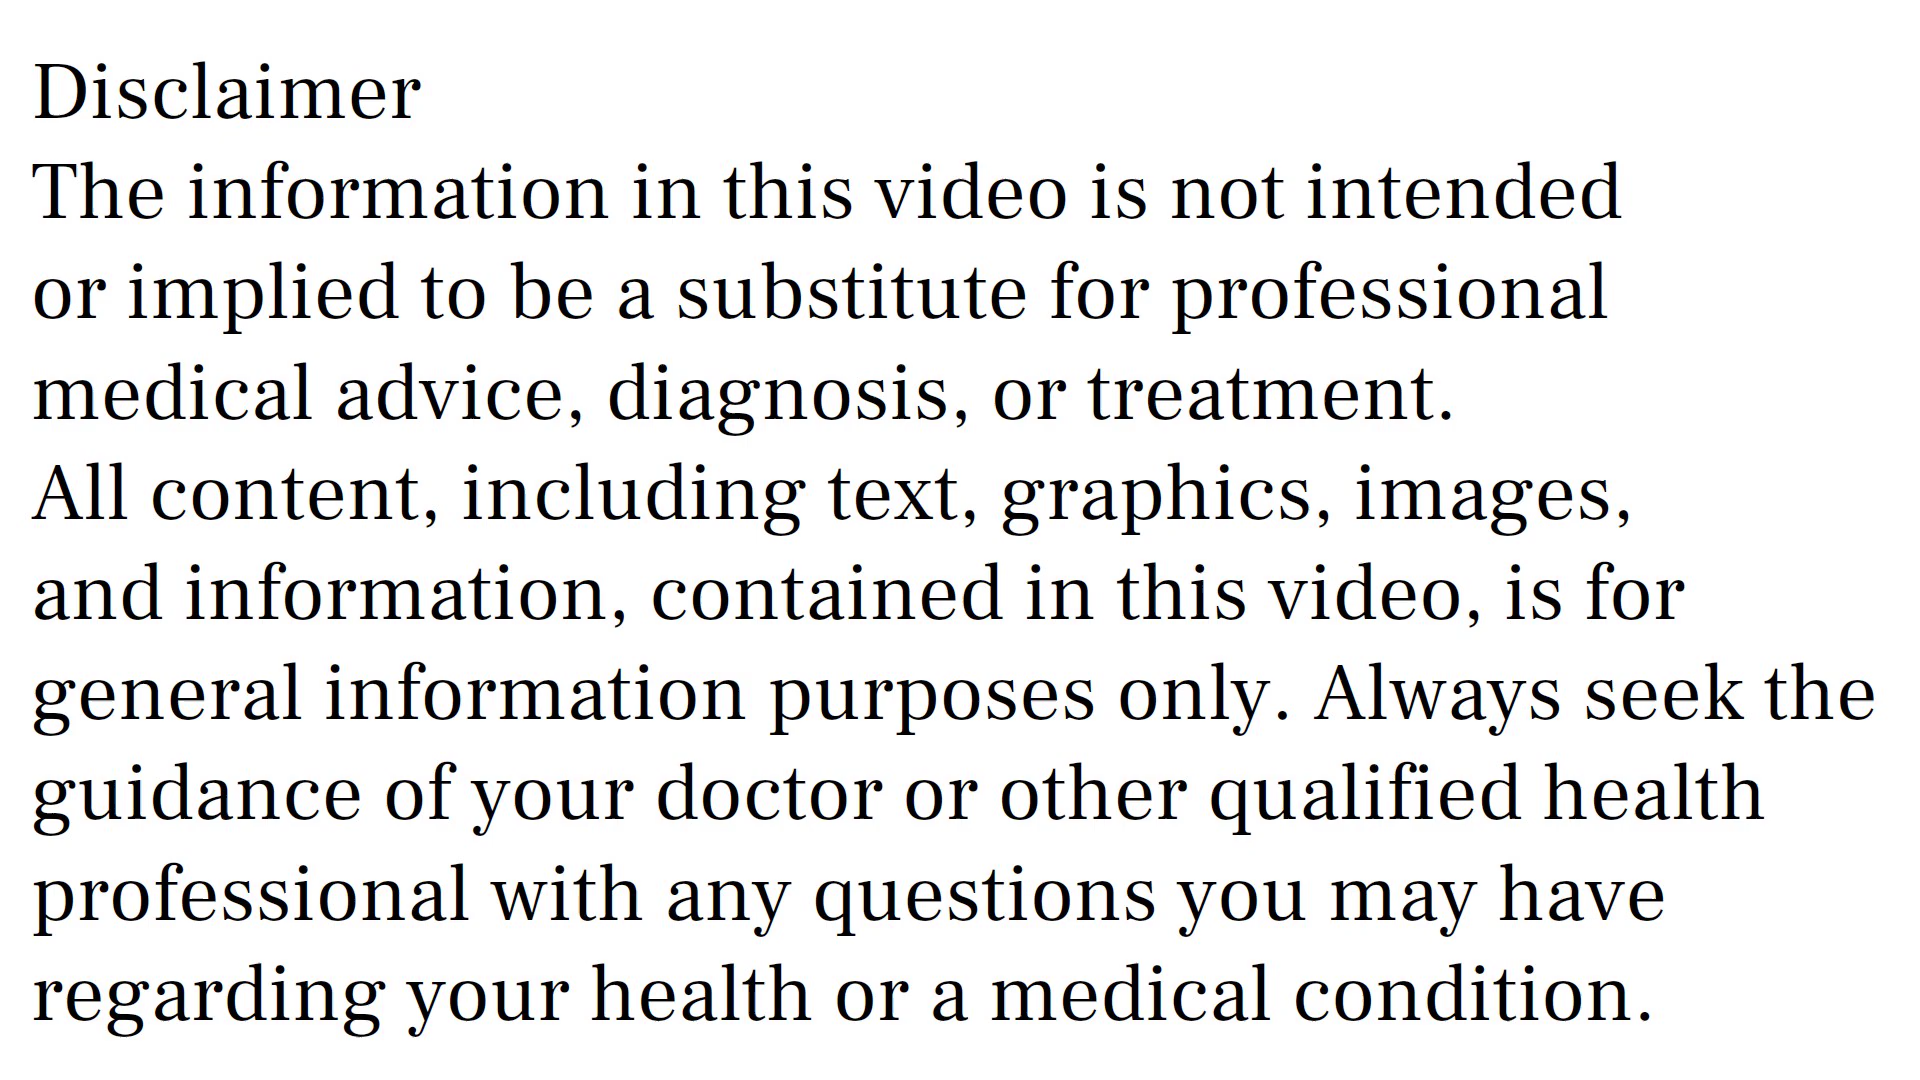 Disclaimer
The information in this video is not intended
or implied to be a substitute for professional
medical advice, diagnosis, or treatment.
All content, including text, graphics, images,
and information, contained in this video, is for
general information purposes only. Always seek the
guidance of your doctor or other qualified health
professional with any questions you may have
regarding your health or a medical condition.